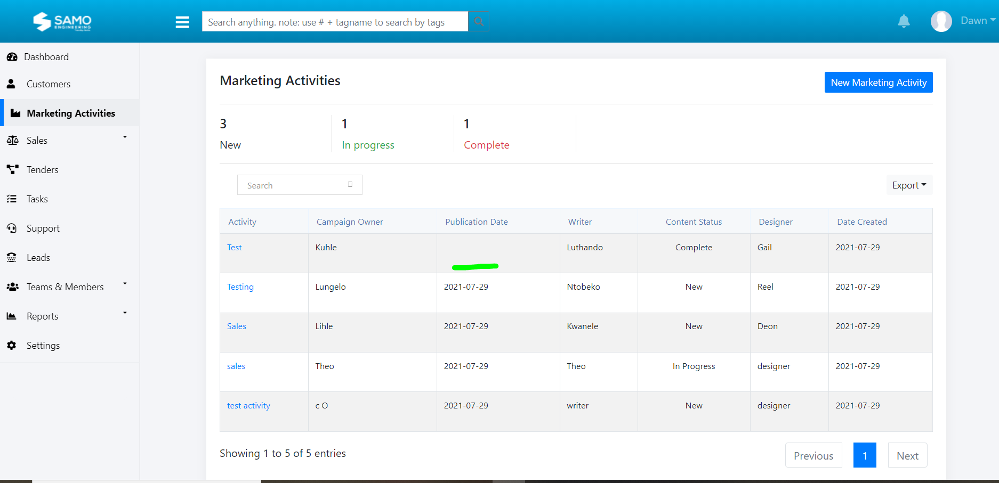 SAMO
ENGINEERING
Search anything. note: use # + tagname to search by tags
Dawn
Dashboard
Customers
Marketing Activities
Sales
Tenders
Tasks
Support
Leads
Teams & Members
Reports
Settings
Marketing Activities
New Marketing Activity
3 1 1
New In progress Complete
Search
Export
Activity Campaign Owner Publication Date Writer Content Status Designer Date Created
Test Kuhle Luthando Complete Gail 2021-07-29
Testing Lungelo 2021-07-29 Ntobeko New Reel 2021-07-29
Sales Lihle 2021-07-29 Kwanele New Deon 2021-07-29
sales Theo 2021-07-29 Theo In Progress designer 2021-07-29
test activity c O 2021-07-29 writer New designer 2021-07-29
Showing 1 to 5 of 5 entries
Previous 1 Next